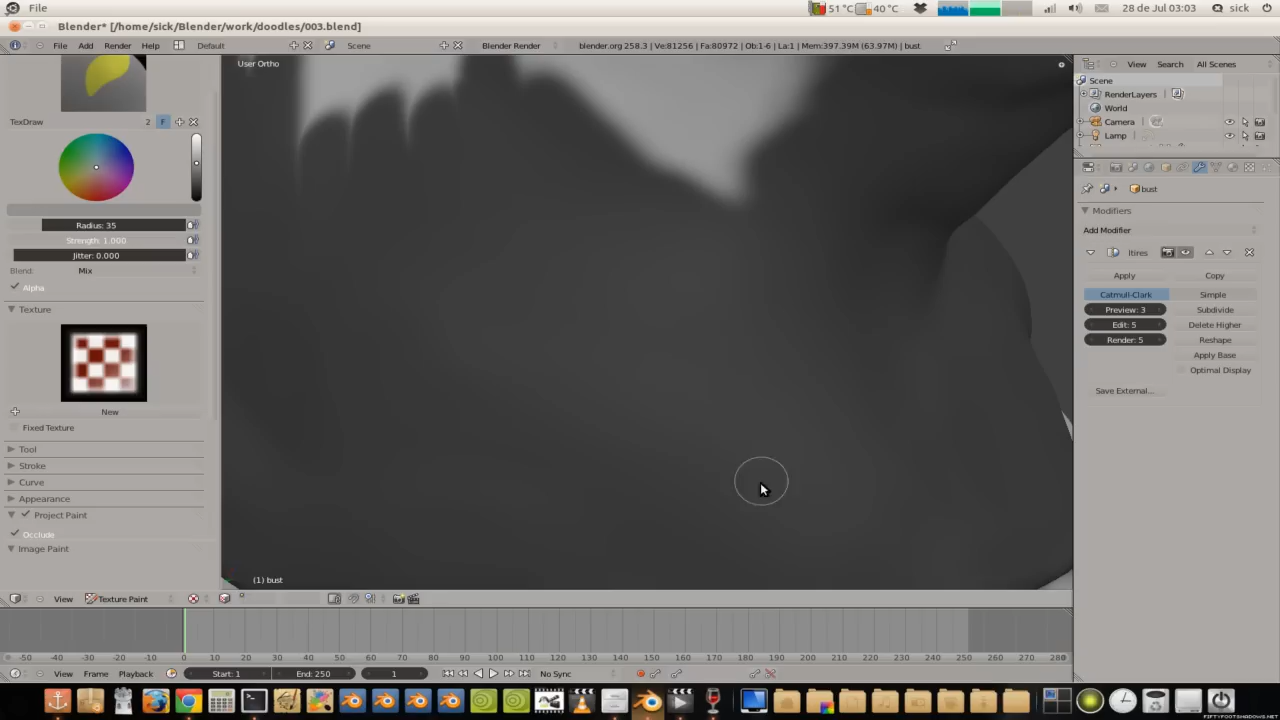 File 51 °C 40 °C 28 de Jul 03:03 sick
Blender* [/home/sick/Blender/work/doodles/003.blend]
File Add Render Help Default Scene Blender Render blender.org 258.3 | Ve:81256 | Fa:80972 | Ob:1-6 | La:1 | Mem:397.39M (63.97M) | bust
View Search All Scenes
User Ortho
Scene
RenderLayers
World
Camera
Lamp
TexDraw 2 F
bust
Modifiers
Add Modifier
Radius: 35
Strength: 1.000
Jitter: 0.000
Blend: Mix
Alpha
ltires
Apply Copy
Catmull-Clark Simple
Preview: 3 Subdivide
Edit: 5 Delete Higher
Render: 5 Reshape
Apply Base
Optimal Display
Save External...
Texture
New
Fixed Texture
Tool
Stroke
Curve
Appearance
Project Paint
Occlude
Image Paint
(1) bust
View Texture Paint
-50 -40 -30 -20 -10 0 10 20 30 40 50 60 70 80 90 100 110 120 130 140 150 160 170 180 190 200 210 220 230 240 250 260 270 280
View Frame Playback Start: 1 End: 250 1 No Sync
FIFTYFOOTSHADOWS.NET